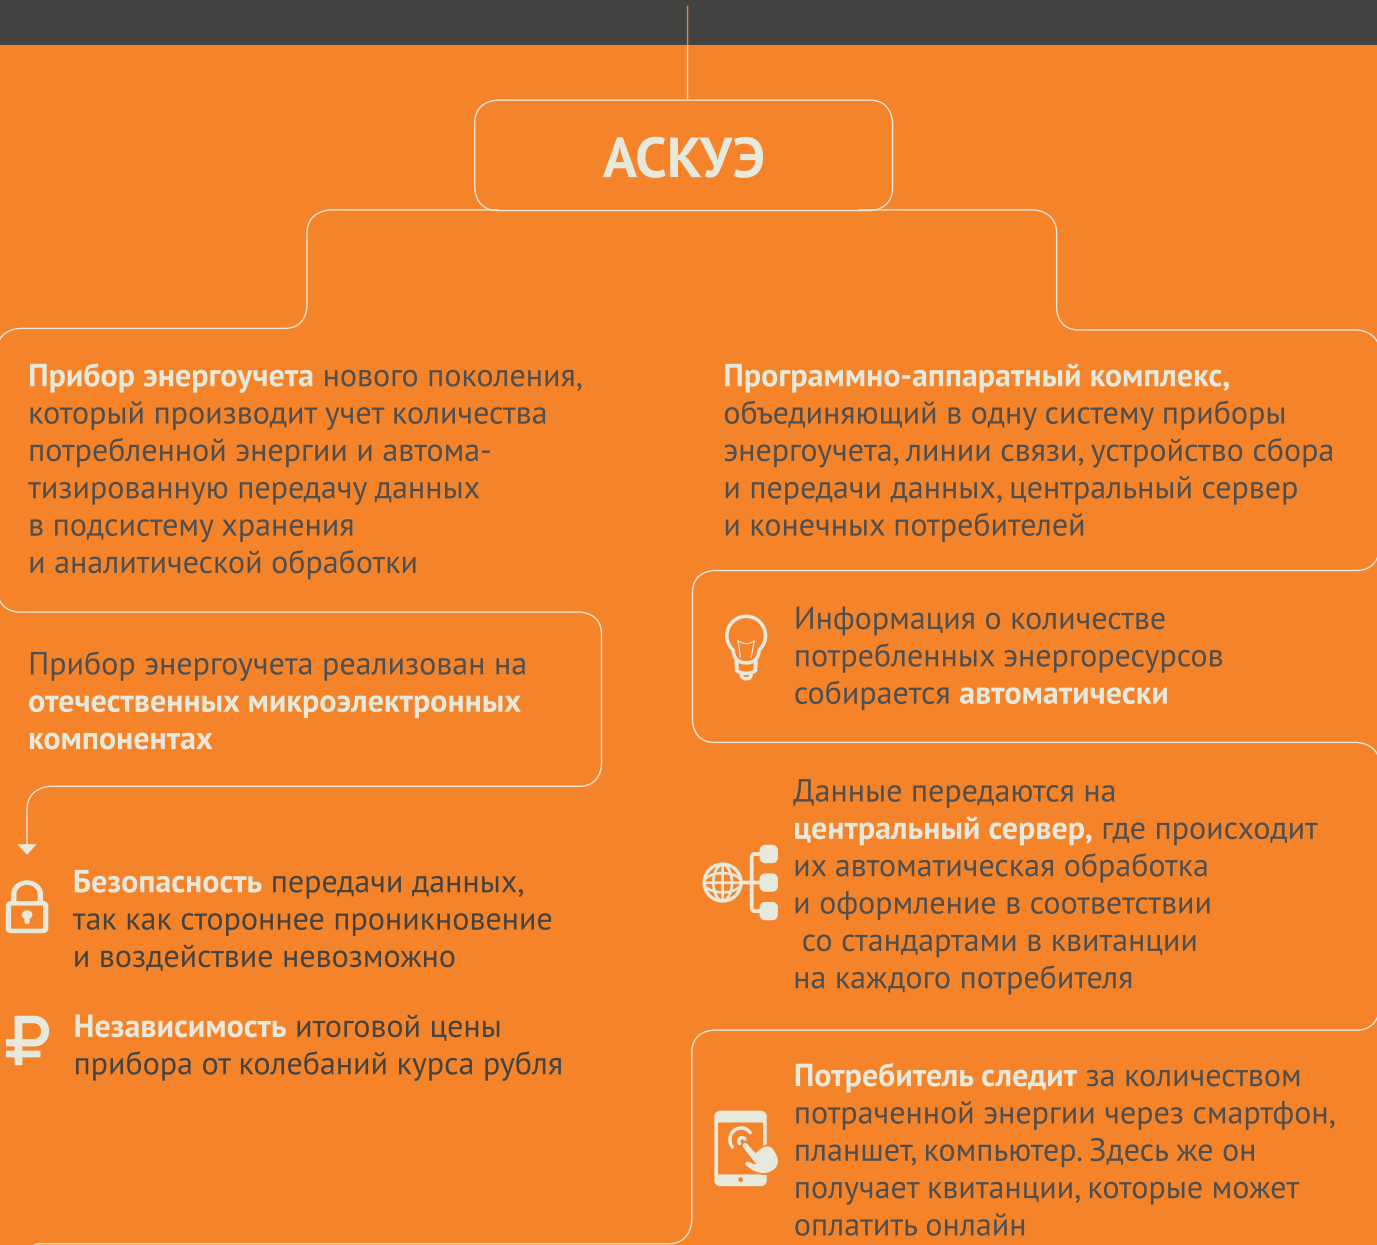 АСКУЭ
Прибор энергоучета нового поколения,
который производит учет количества
потребленной энергии и автома-
тизированную передачу данных
в подсистему хранения
и аналитической обработки
Прибор энергоучета реализован на
отечественных микроэлектронных
компонентах
Безопасность передачи данных,
так как стороннее проникновение
и воздействие невозможно
Независимость итоговой цены
прибора от колебаний курса рубля
Программно-аппаратный комплекс,
объединяющий в одну систему приборы
энергоучета, линии связи, устройство сбора
и передачи данных, центральный сервер
и конечных потребителей
Информация о количестве
потребленных энергоресурсов
собирается автоматически
Данные передаются на
центральный сервер, где происходит
их автоматическая обработка
и оформление в соответствии
со стандартами в квитанции
на каждого потребителя
Потребитель следит за количеством
потраченной энергии через смартфон,
планшет, компьютер. Здесь же он
получает квитанции, которые может
оплатить онлайн